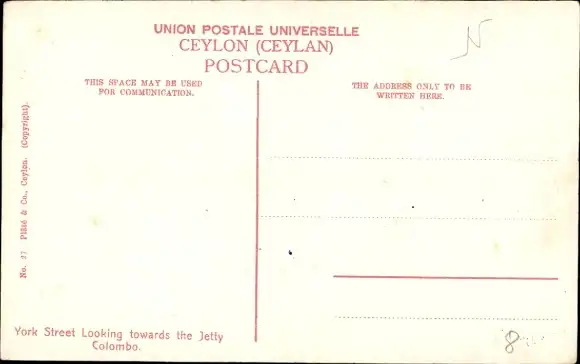 UNION POSTALE UNIVERSELLE
CEYLON (CEYLAN)
POSTCARD
N
THIS SPACE MAY BE USED
FOR COMMUNICATION.
THE ADDRESS ONLY TO BE
WRITTEN HERE.
Plâté & Co., Ceylon. (Copyright).
York Street Looking towards the Jetty
Colombo.
8